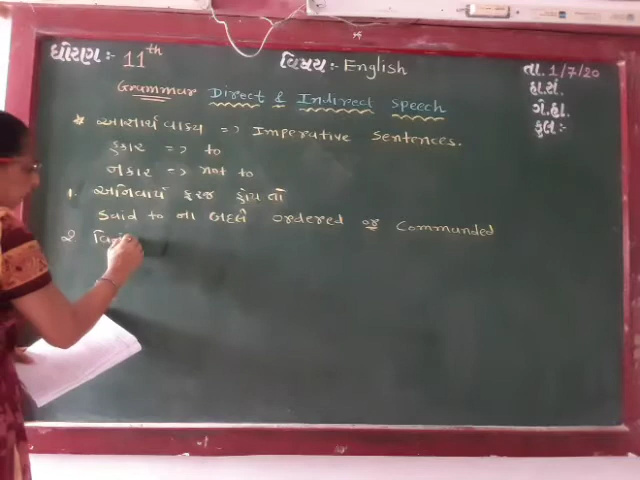 ધોરણ :- 11th
વિષય :- English
તા. 1/7/20
હા.સં.
ગે.હા.
કુલ :-
Grammar Direct & Indirect Speech
* આજ્ઞાર્થ વાક્ય => Imperative Sentences.
હકાર => to
નકાર => not to
1. અનિવાર્ય ફરજ હોય તો
Said to ના બદલે ordered or Commanded
2